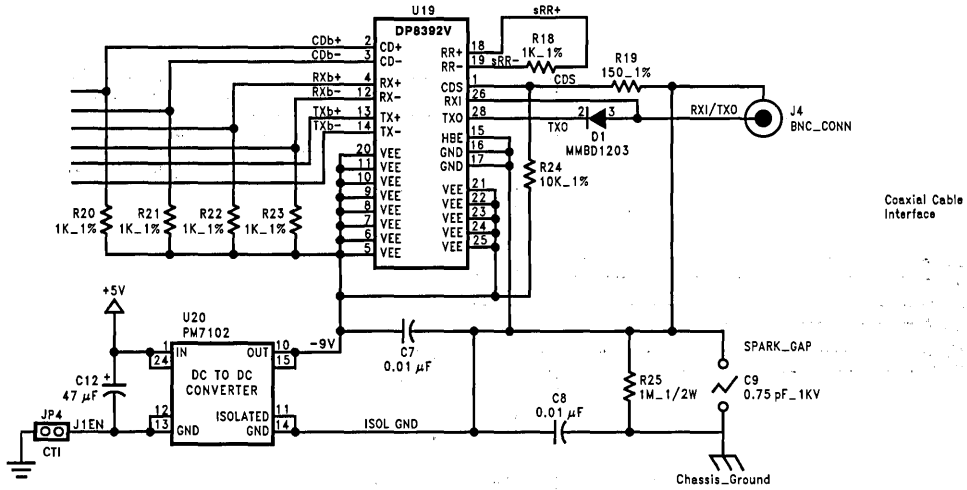 U19
DP8392V
sRR+
CDb+ 2 CD+
CDb- 3 CD-
RR+ 18
RR- 19 sRR-
R18
1K_1%
R19
150_1%
RXb+ 4 RX+
RXb- 12 RX-
CDS 1 CDS
RXI 26
TXb+ 13 TX+
TXb- 14 TX-
TXO 28
TXO
2 3
D1
MMBD1203
RXI/TXO
J4
BNC_CONN
HBE 15
GND 16
GND 17
20 VEE
11 VEE
10 VEE
9 VEE
8 VEE
7 VEE
6 VEE
5 VEE
VEE 21
VEE 22
VEE 23
VEE 24
VEE 25
R24
10K_1%
R20
1K_1%
R21
1K_1%
R22
1K_1%
R23
1K_1%
Coaxial Cable
Interface
+5V
U20
PM7102
1 IN
24
OUT 10
15
-9V
DC TO DC
CONVERTER
C12
+
47 µF
12
13 GND
ISOLATED 11
GND 14
ISOL GND
JP4
J1EN
CTI
C7
0.01 µF
C8
0.01 µF
R25
1M_1/2W
SPARK_GAP
C9
0.75 pF_1KV
Chassis_Ground